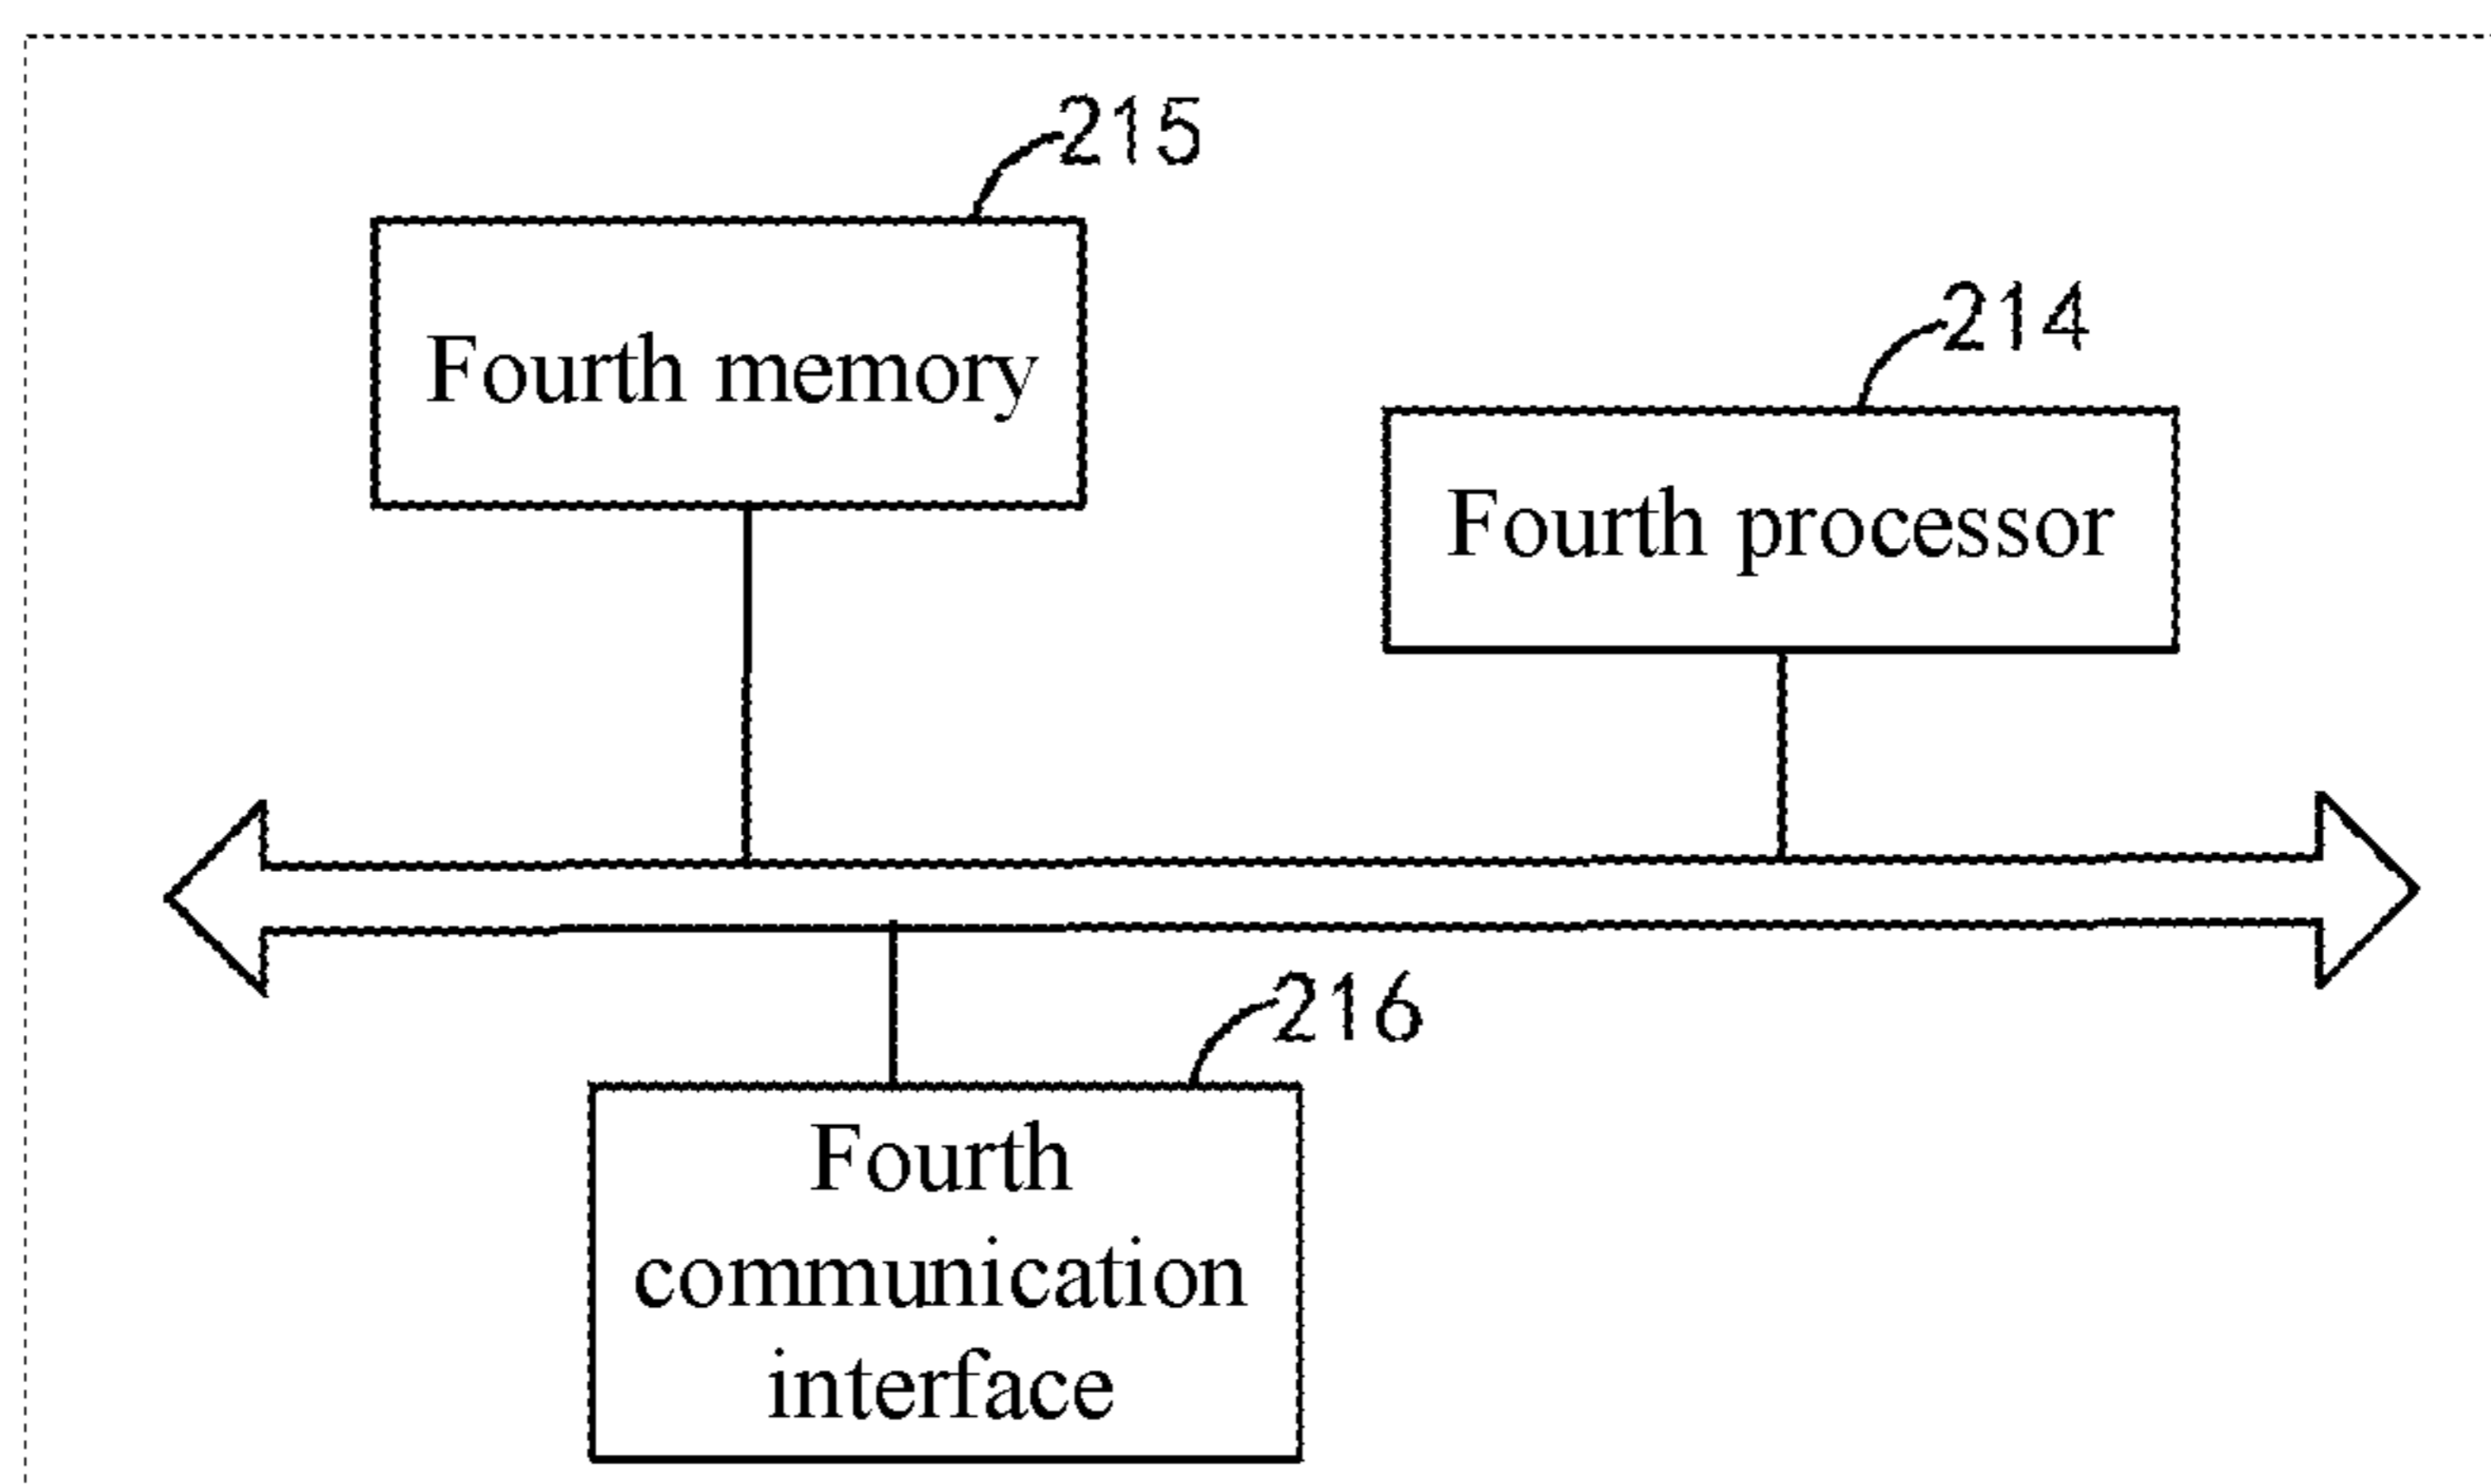 215
Fourth memory
214
Fourth processor
216
Fourth
communication
interface